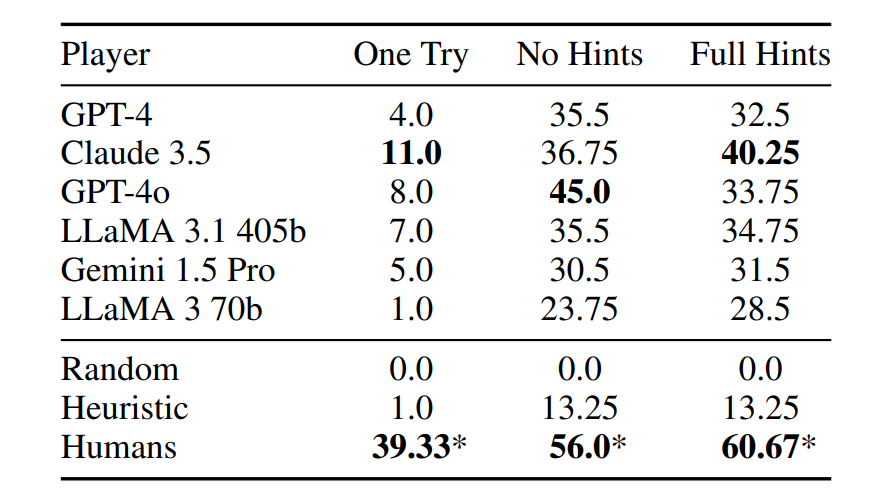 Player One Try No Hints Full Hints
GPT-4 4.0 35.5 32.5
Claude 3.5 11.0 36.75 40.25
GPT-4o 8.0 45.0 33.75
LLaMA 3.1 405b 7.0 35.5 34.75
Gemini 1.5 Pro 5.0 30.5 31.5
LLaMA 3 70b 1.0 23.75 28.5
Random 0.0 0.0 0.0
Heuristic 1.0 13.25 13.25
Humans 39.33* 56.0* 60.67*